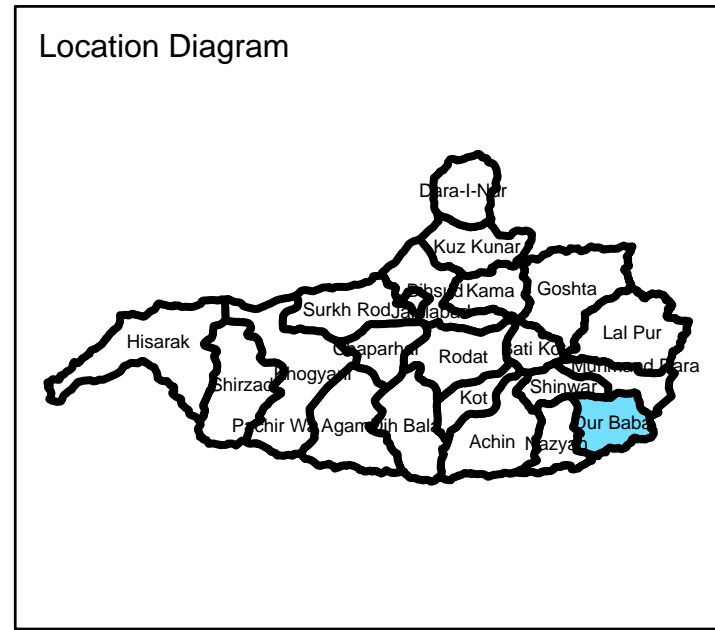 Location Diagram
Dara-I-Nur
Kuz Kunar
Bihsud
Kama
Goshta
Surkh Rod
Jalalabad
Lal Pur
Hisarak
Chaparhar
Rodat
Bati Kot
Muhmand Dara
Shirzad
Khogyani
Shinwar
Kot
Pachir Wa Agam
Dih Bala
Achin
Nazyan
Dur Baba